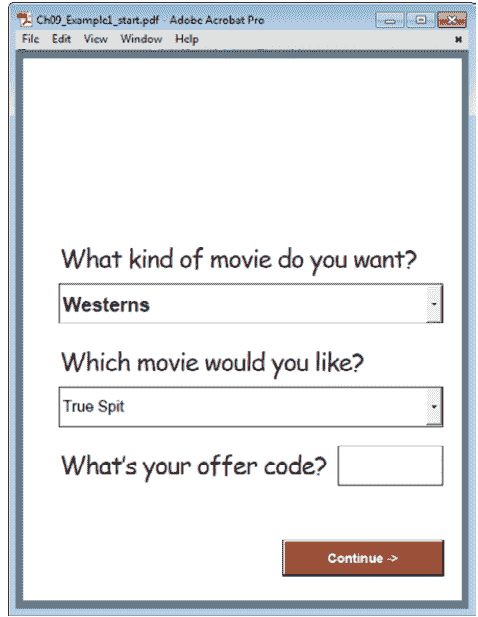 Ch09_Example1_start.pdf - Adobe Acrobat Pro
File Edit View Window Help
What kind of movie do you want?
Westerns
Which movie would you like?
True Spit
What's your offer code?
Continue ->